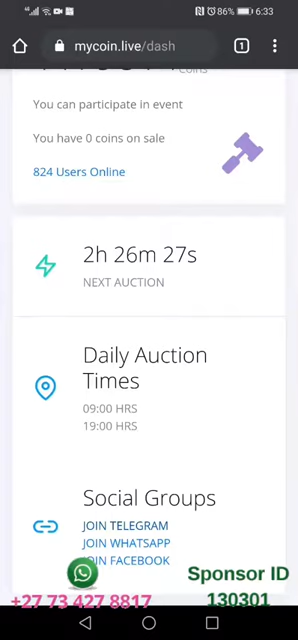 86% 6:33
mycoin.live/dash
1
Coins
You can participate in event
You have 0 coins on sale
824 Users Online
2h 26m 27s
NEXT AUCTION
Daily Auction
Times
09:00 HRS
19:00 HRS
Social Groups
JOIN TELEGRAM
JOIN WHATSAPP
JOIN FACEBOOK
Sponsor ID
+27 73 427 8817
130301